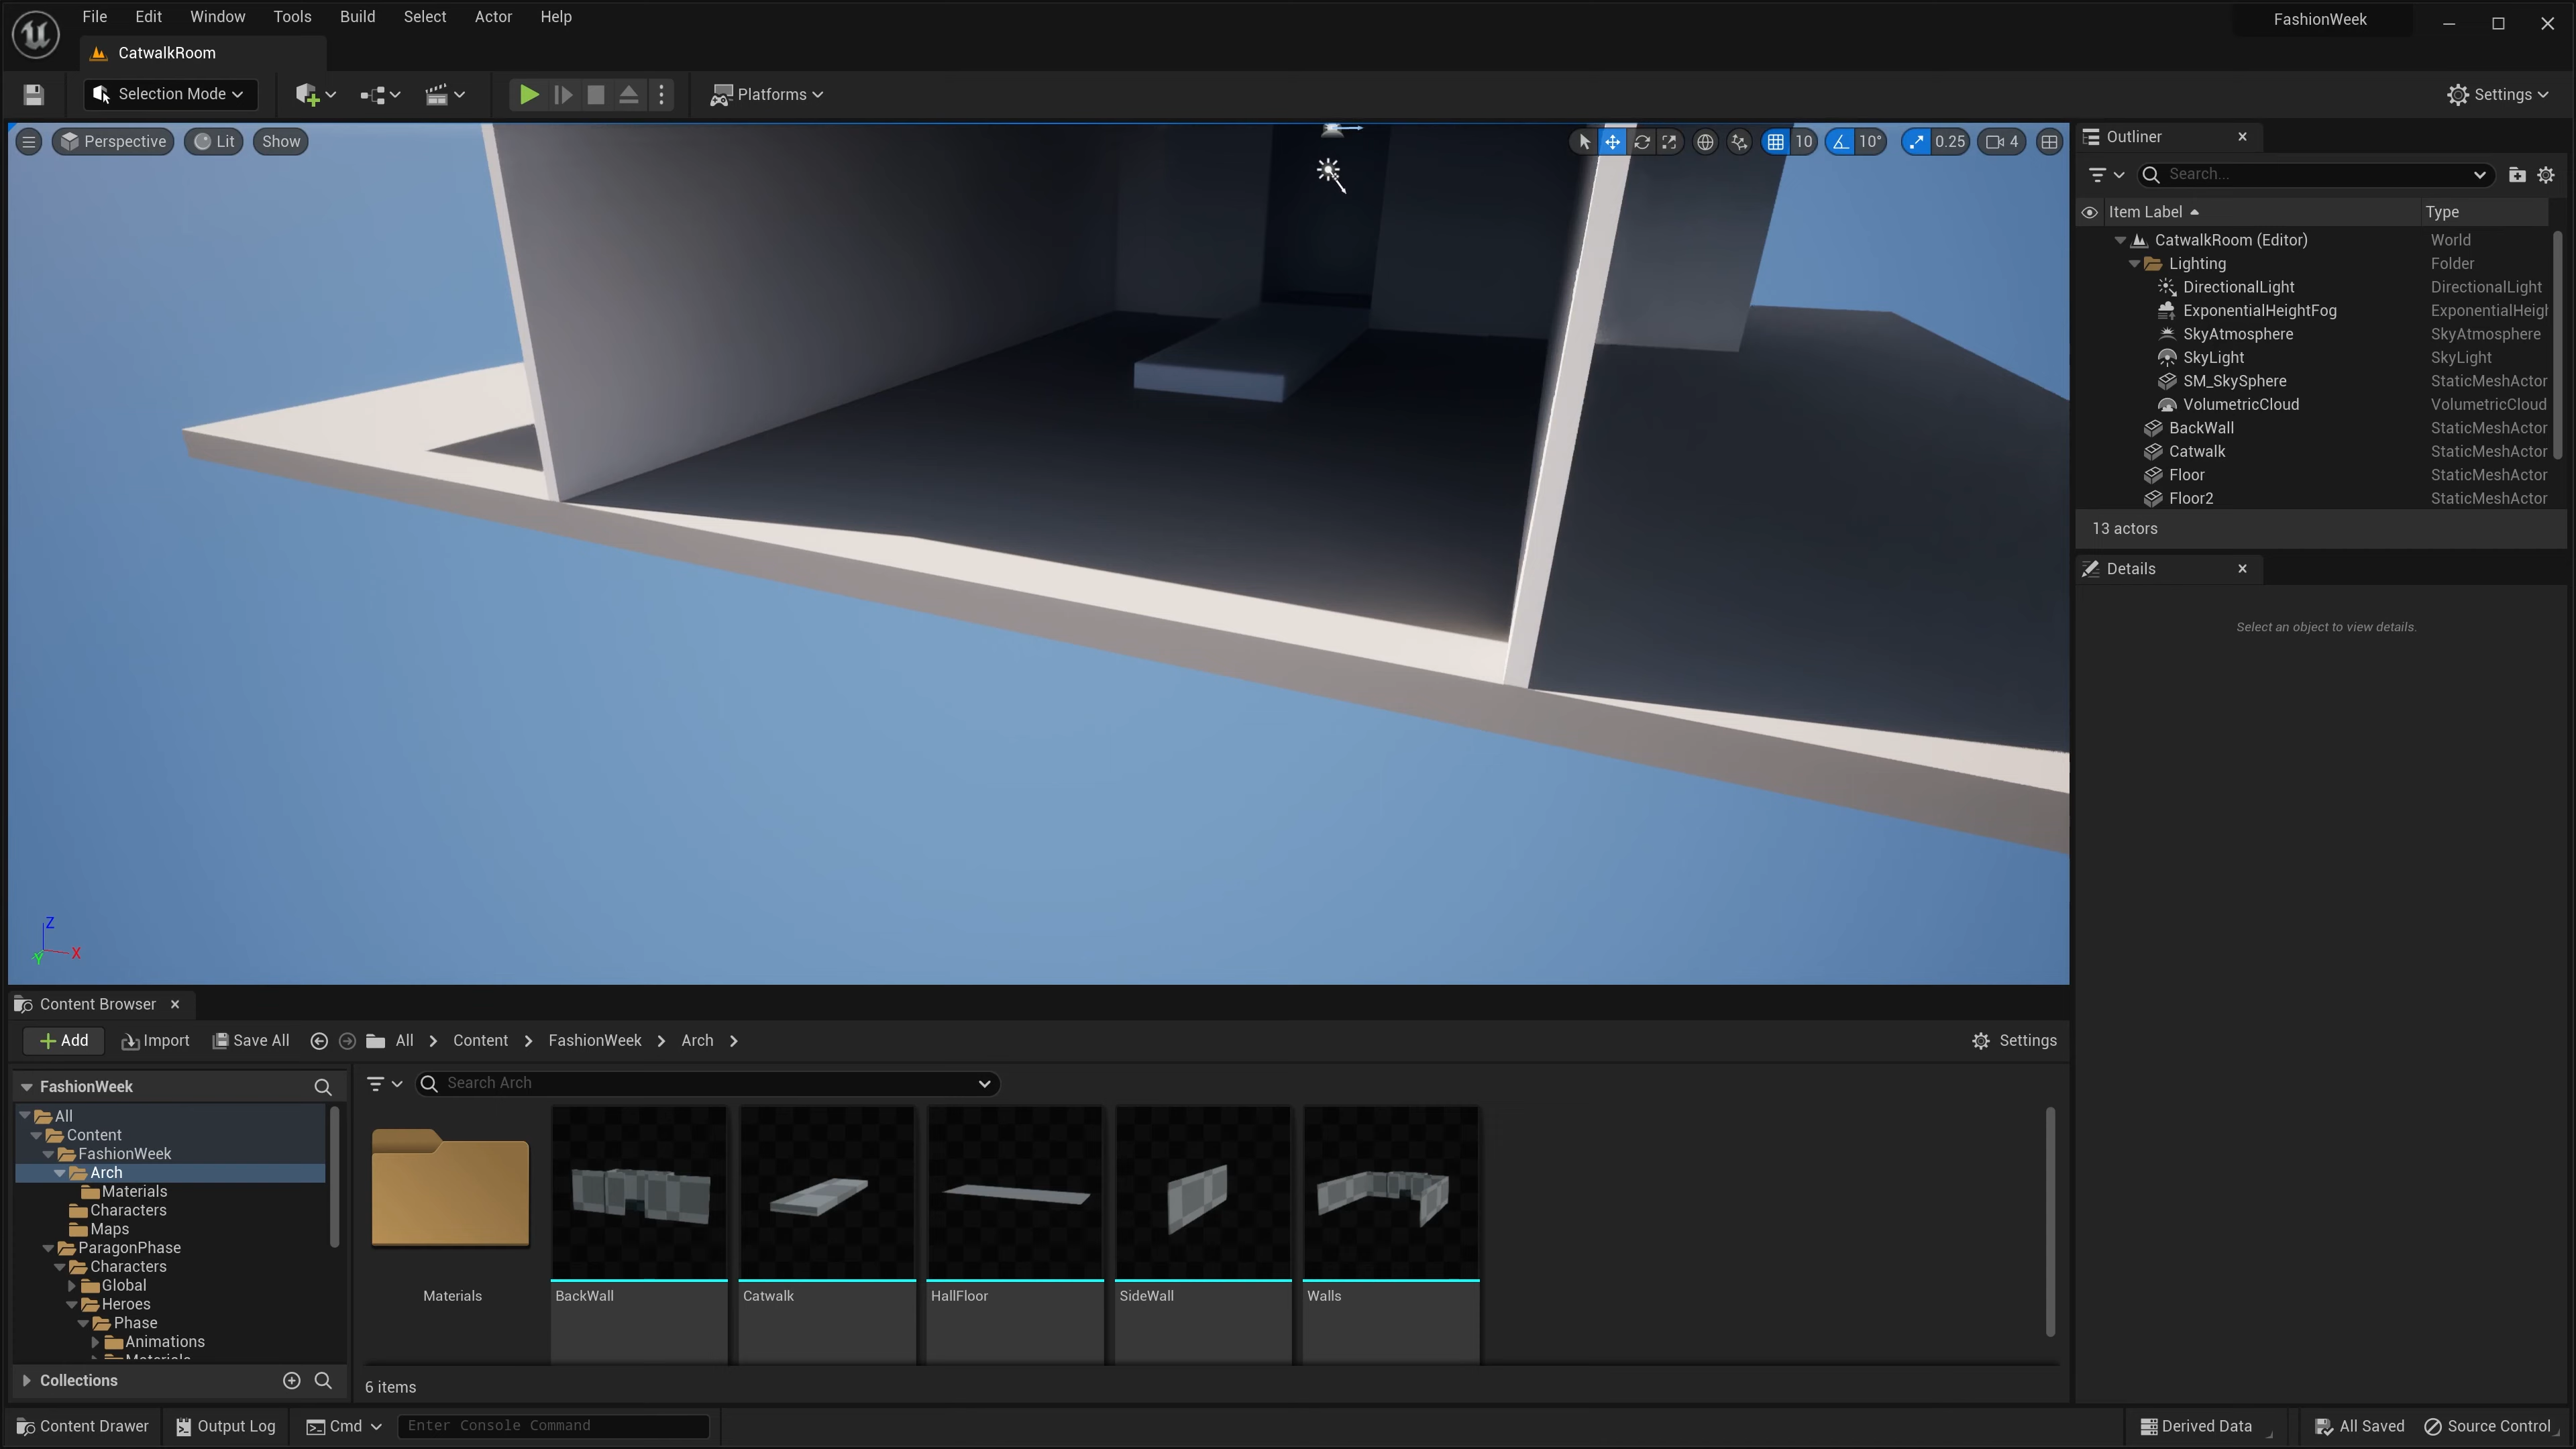 File Edit Window Tools Build Select Actor Help
FashionWeek
CatwalkRoom
Selection Mode
Platforms
Settings
Perspective Lit Show
10 10° 0.25 4
Outliner
Search...
Item Label Type
CatwalkRoom (Editor) World
Lighting Folder
DirectionalLight DirectionalLight
ExponentialHeightFog ExponentialHeigh
SkyAtmosphere SkyAtmosphere
SkyLight SkyLight
SM_SkySphere StaticMeshActor
VolumetricCloud VolumetricCloud
BackWall StaticMeshActor
Catwalk StaticMeshActor
Floor StaticMeshActor
Floor2 StaticMeshActor
13 actors
Details
Select an object to view details.
Z
X
Y
Content Browser
Add Import Save All All Content FashionWeek Arch Settings
FashionWeek
All
Content
FashionWeek
Arch
Materials
Characters
Maps
ParagonPhase
Characters
Global
Heroes
Phase
Animations
Collections
Search Arch
Materials BackWall Catwalk HallFloor SideWall Walls
6 items
Content Drawer Output Log Cmd Enter Console Command Derived Data All Saved Source Control